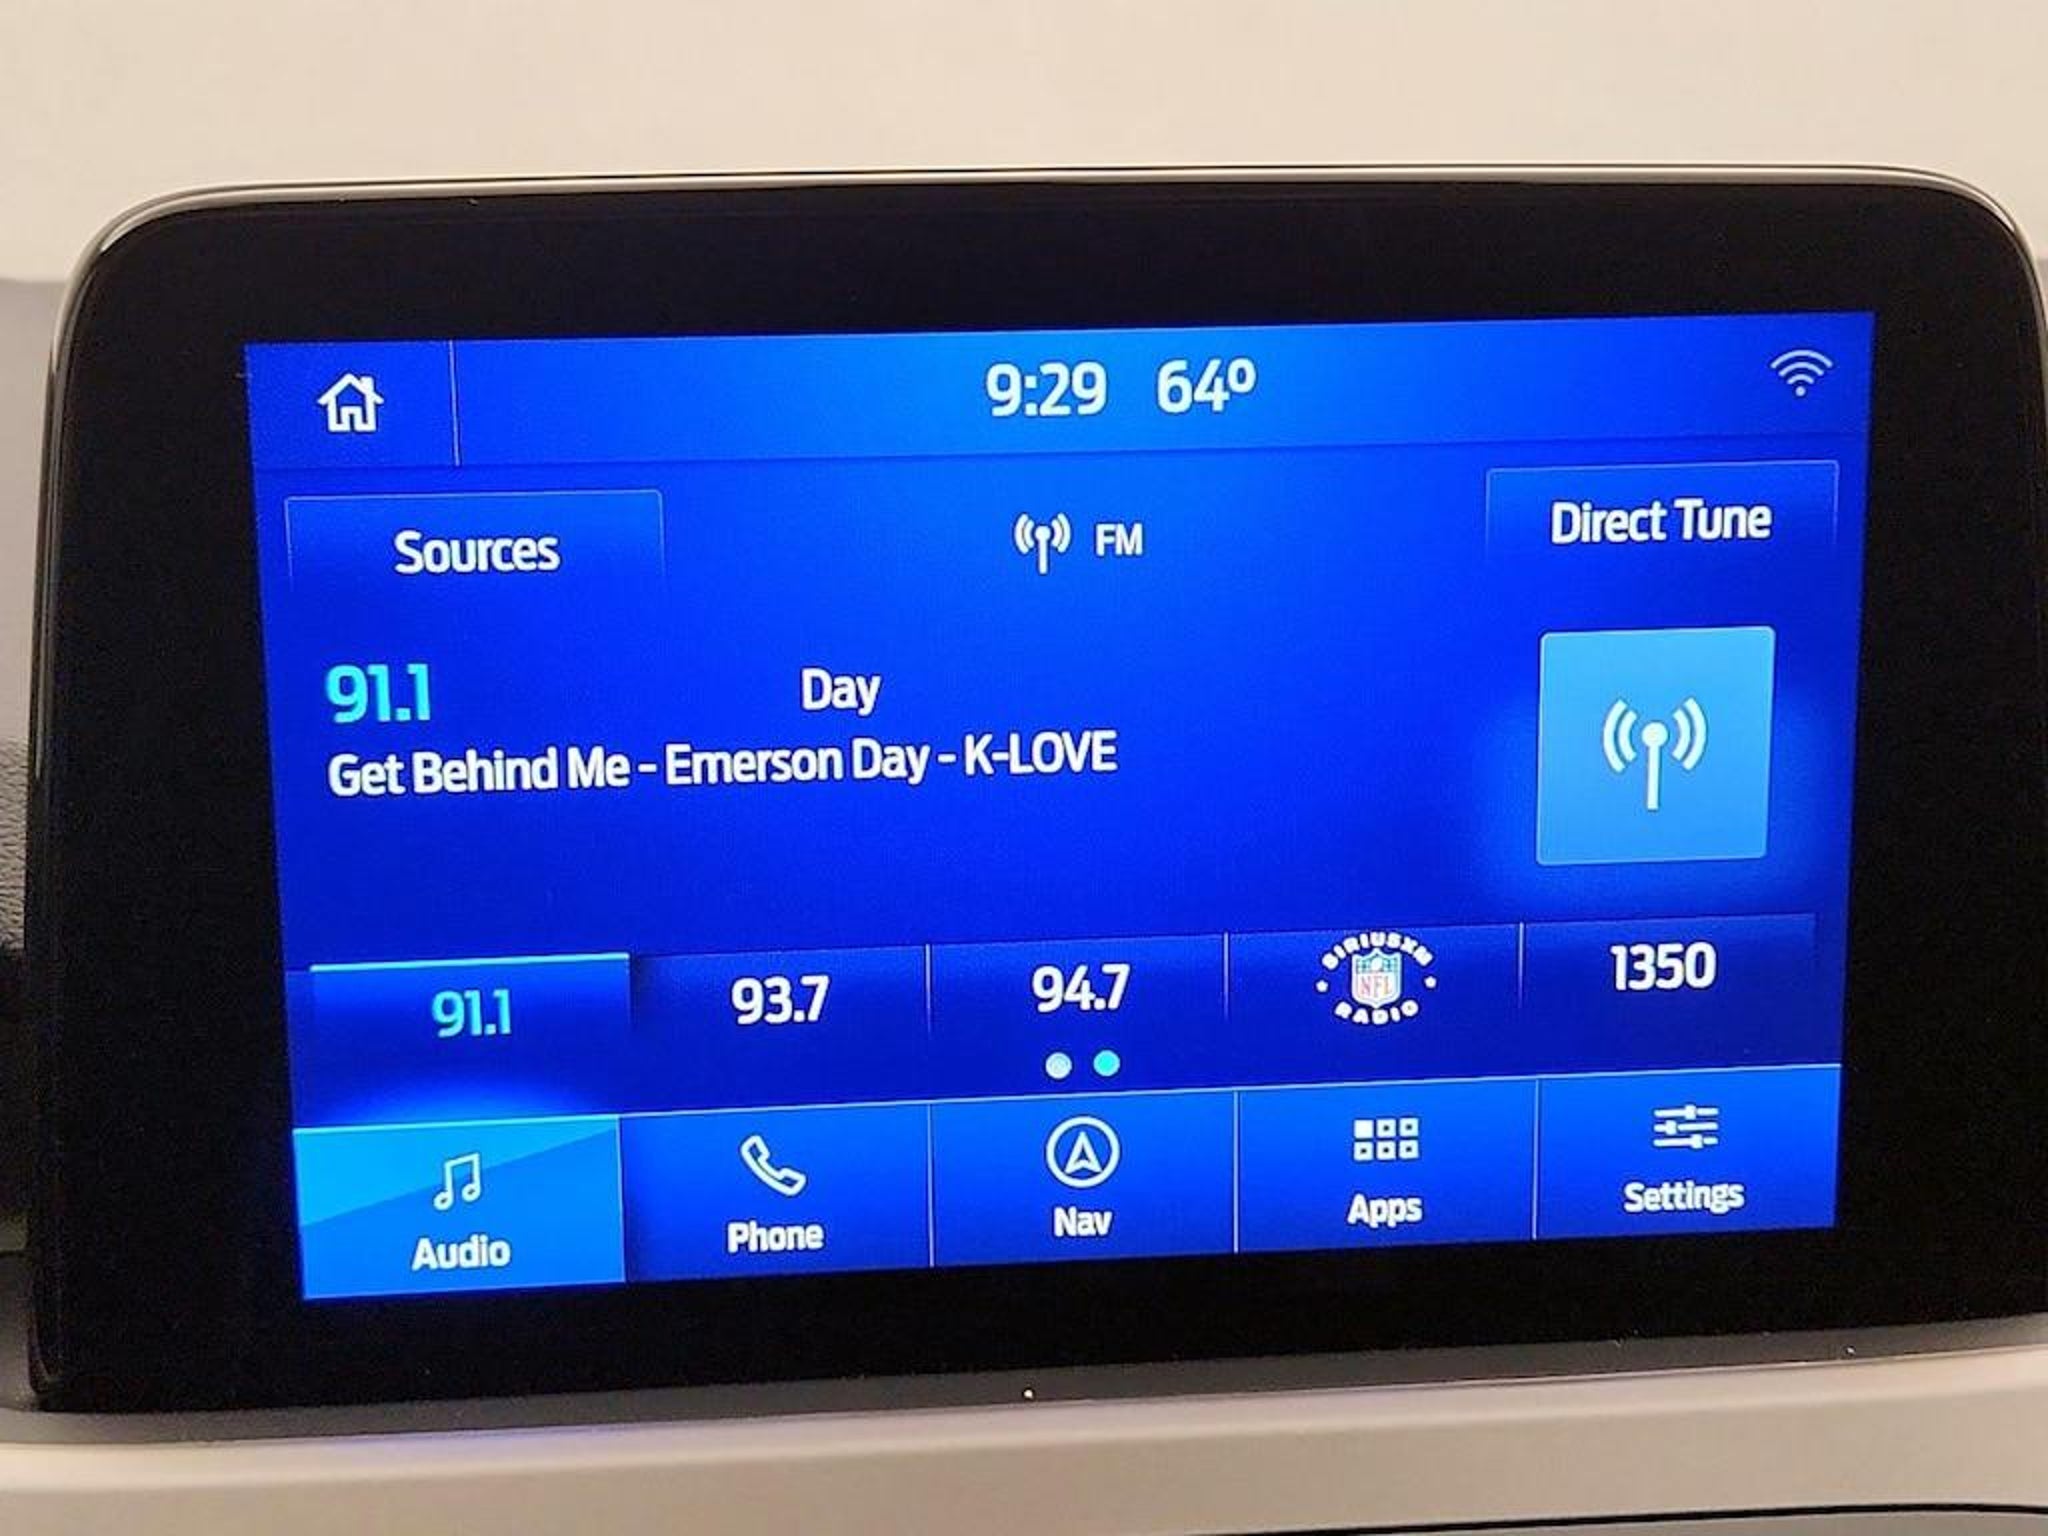 9:29 64º
Sources
FM
Direct Tune
91.1
Day
Get Behind Me - Emerson Day - K-LOVE
91.1
93.7
94.7
SIRIUSXM
NFL
RADIO
1350
Audio
Phone
Nav
Apps
Settings